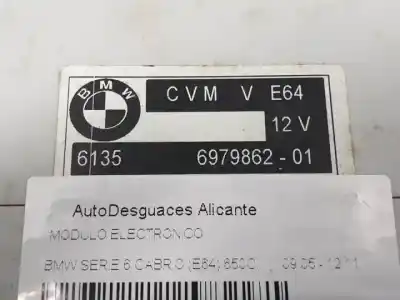 BMW
CVM V E64
12 V
6135 6979862-01
AutoDesguaces Alicante
MODULO ELECTRONICO
BMW SERIE 6 CABRIO (E64) 650CI 09.05 - 12.11